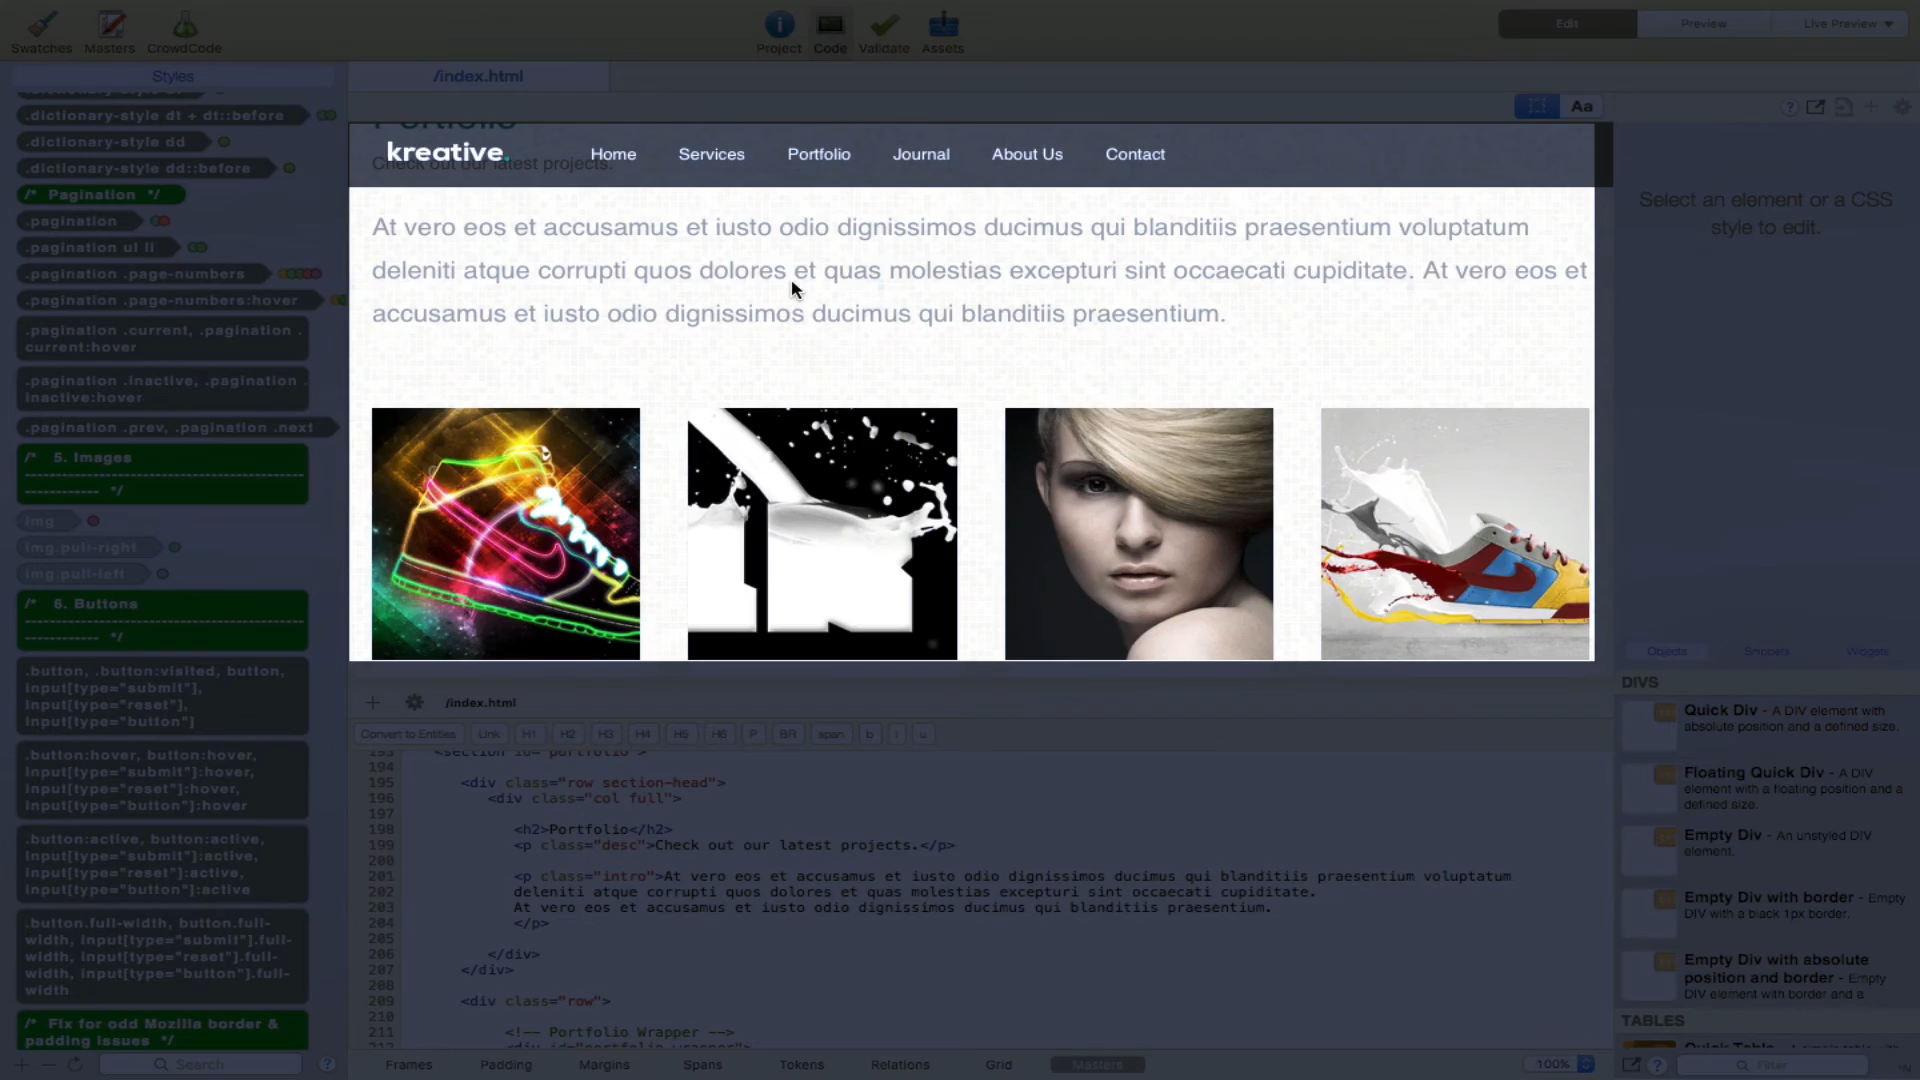 Swatches
Masters
CrowdCode
Project
Code
Validate
Assets
Edit
Preview
Live Preview
Styles
.dictionary-style dt + dt::before
.dictionary-style dd
.dictionary-style dd::before
/* Pagination */
.pagination
.pagination ul li
.pagination .page-numbers
.pagination .page-numbers:hover
.pagination .current, .pagination .
current:hover
.pagination .inactive, .pagination .
inactive:hover
.pagination .prev, .pagination .next
/* 5. Images
------------ */
img
img.pull-right
img.pull-left
/* 6. Buttons
------------ */
.button, .button:visited, button,
input[type="submit"],
input[type="reset"],
input[type="button"]
.button:hover, button:hover,
input[type="submit"]:hover,
input[type="reset"]:hover,
input[type="button"]:hover
.button:active, button:active,
input[type="submit"]:active,
input[type="reset"]:active,
input[type="button"]:active
.button.full-width, button.full-
width, input[type="submit"].full-
width, input[type="reset"].full-
width, input[type="button"].full-
width
/* Fix for odd Mozilla border &
padding issues */
Search
/index.html
Aa
Portfolio
kreative.
Home
Services
Portfolio
Journal
About Us
Contact
Check out our latest projects.
At vero eos et accusamus et iusto odio dignissimos ducimus qui blanditiis praesentium voluptatum
deleniti atque corrupti quos dolores et quas molestias excepturi sint occaecati cupiditate. At vero eos et
accusamus et iusto odio dignissimos ducimus qui blanditiis praesentium.
/index.html
Convert to Entities
Link
H1
H2
H3
H4
H5
H6
P
BR
span
b
i
u
193 <section id="portfolio">
194
195 <div class="row section-head">
196 <div class="col full">
197
198 <h2>Portfolio</h2>
199 <p class="desc">Check out our latest projects.</p>
200
201 <p class="intro">At vero eos et accusamus et iusto odio dignissimos ducimus qui blanditiis praesentium voluptatum
202 deleniti atque corrupti quos dolores et quas molestias excepturi sint occaecati cupiditate.
203 At vero eos et accusamus et iusto odio dignissimos ducimus qui blanditiis praesentium.
204 </p>
205
206 </div>
207 </div>
208
209 <div class="row">
210
211 <!-- Portfolio Wrapper -->
212 <div id="portfolio-wrapper"
Frames
Padding
Margins
Spans
Tokens
Relations
Grid
Masters
100%
Select an element or a CSS
style to edit.
Objects
Snippets
Widgets
DIVS
Quick Div - A DIV element with
absolute position and a defined size.
Floating Quick Div - A DIV
element with a floating position and a
defined size.
Empty Div - An unstyled DIV
element.
Empty Div with border - Empty
DIV with a black 1px border.
Empty Div with absolute
position and border - Empty
DIV element with border and a
TABLES
Filter